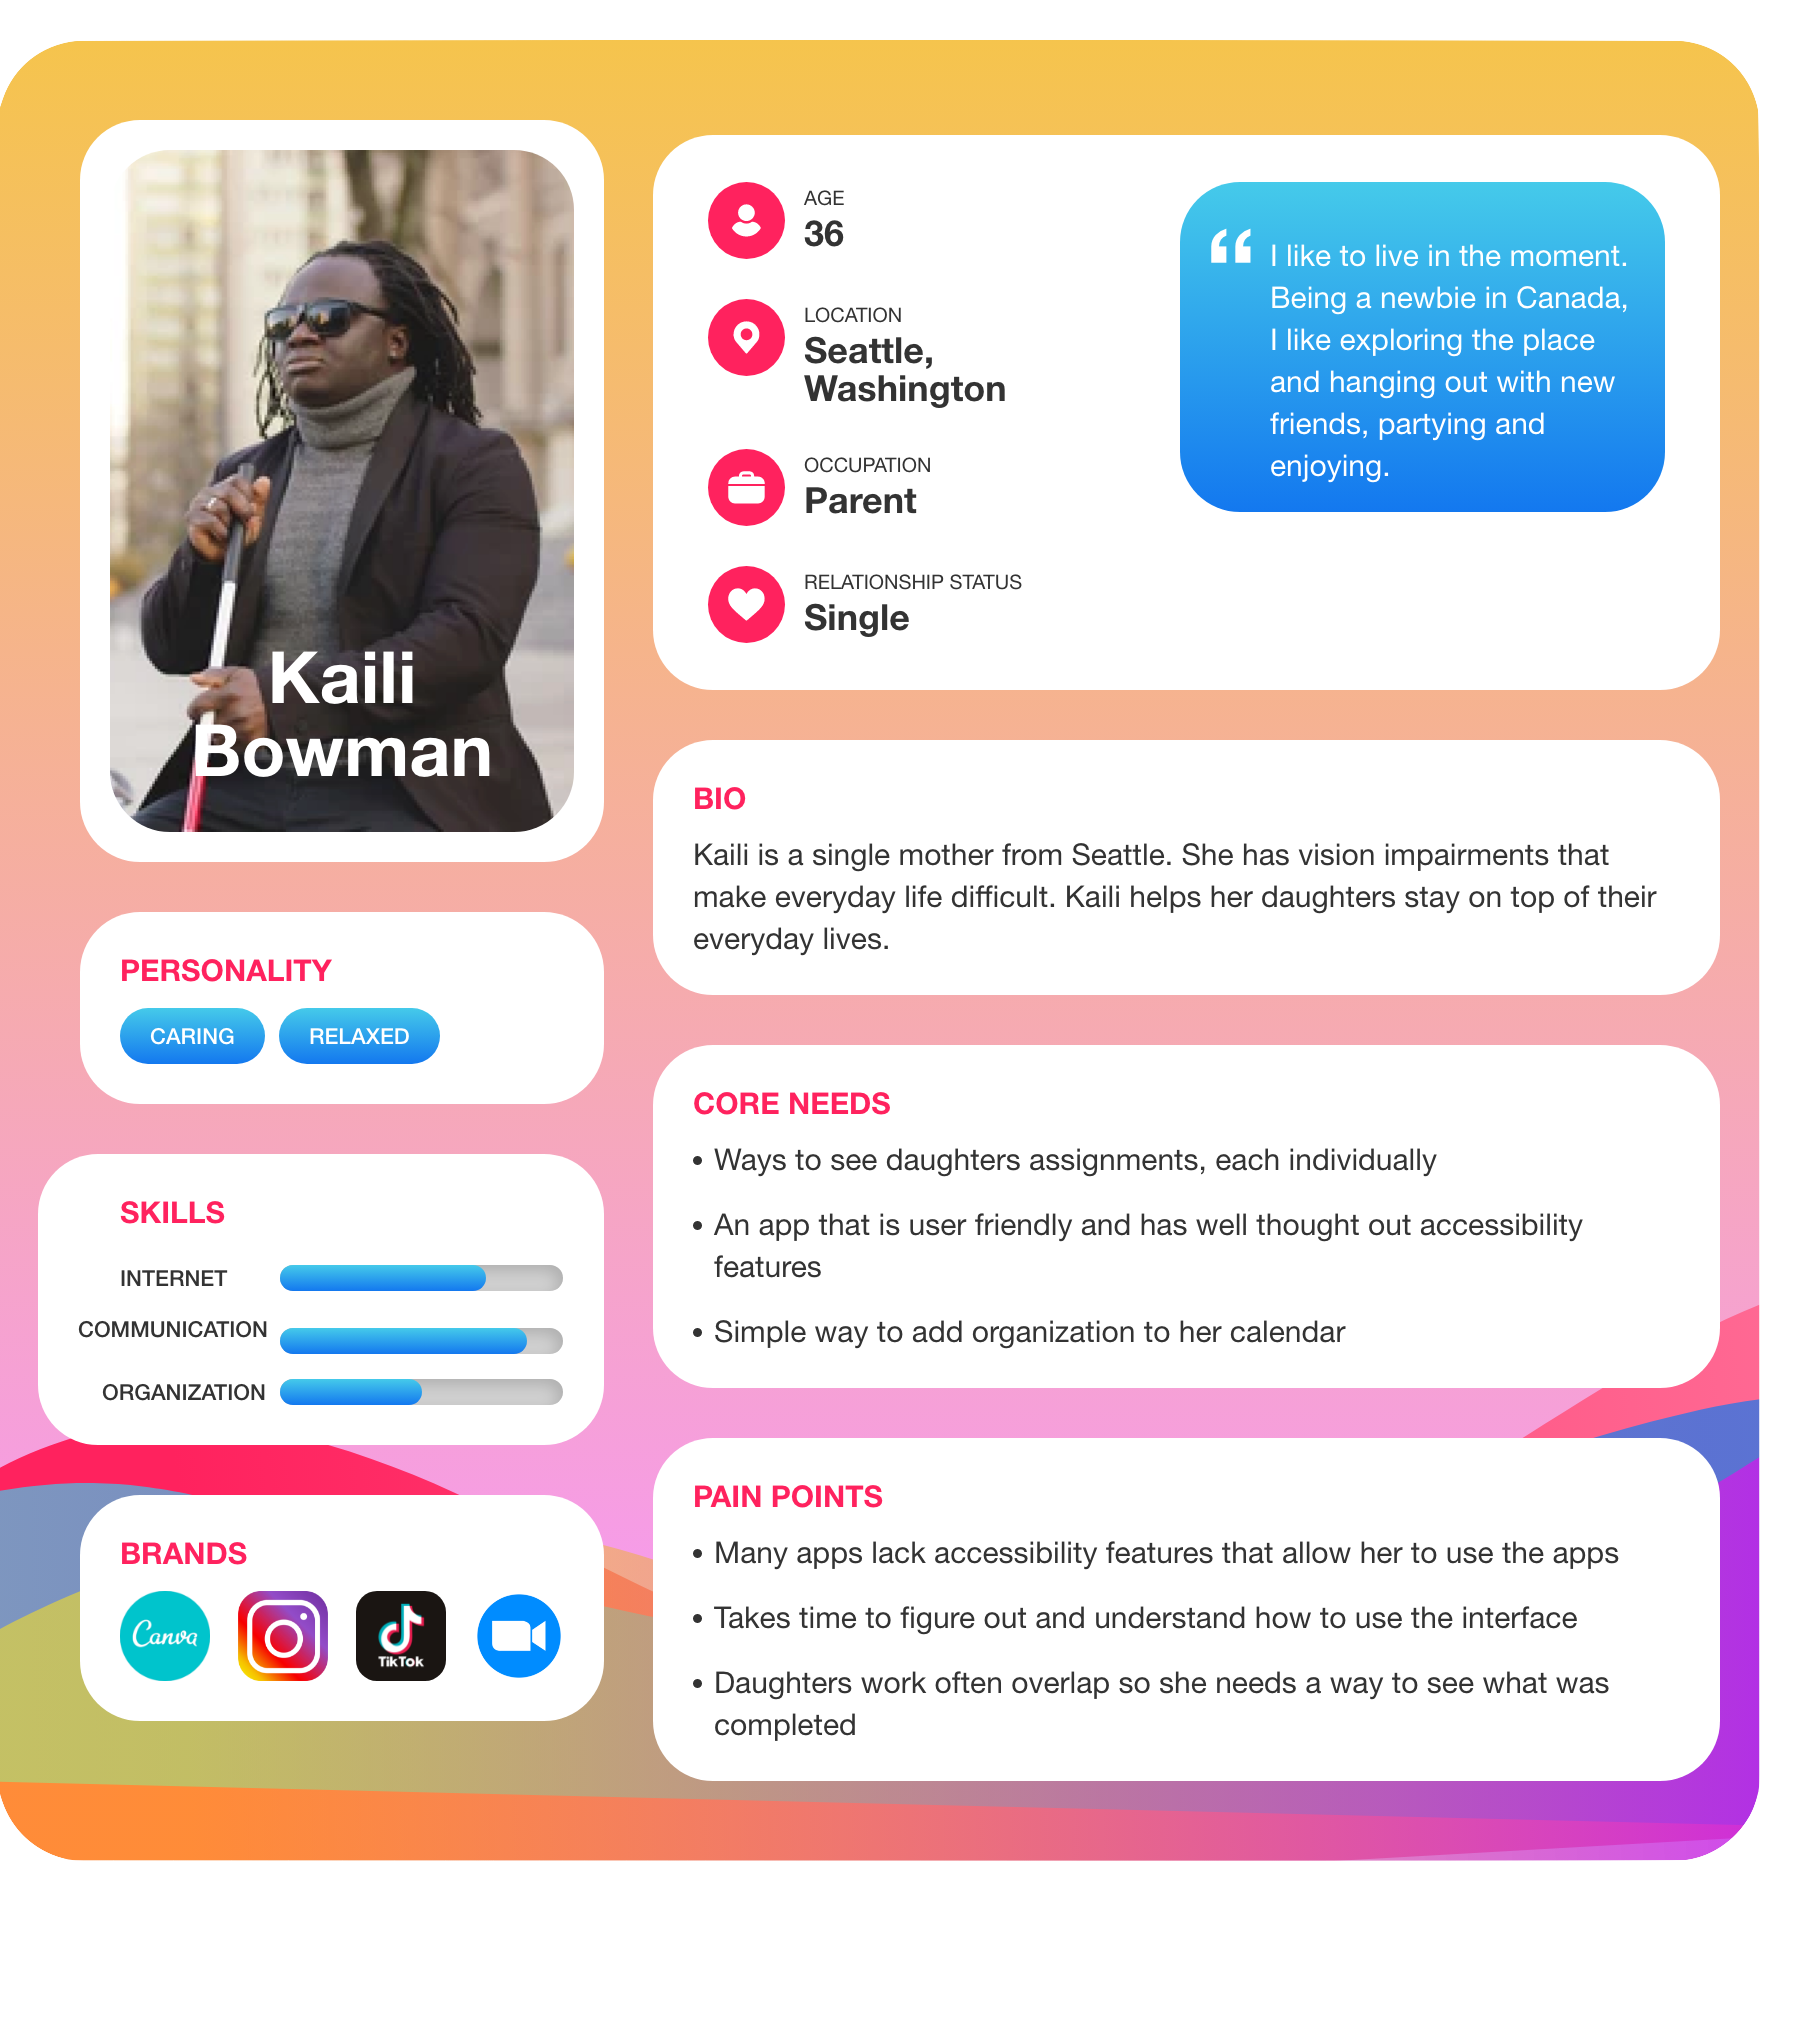 Kaili
Bowman
AGE
36
LOCATION
Seattle,
Washington
OCCUPATION
Parent
RELATIONSHIP STATUS
Single
“ I like to live in the moment.
Being a newbie in Canada,
I like exploring the place
and hanging out with new
friends, partying and
enjoying.
BIO
Kaili is a single mother from Seattle. She has vision impairments that
make everyday life difficult. Kaili helps her daughters stay on top of their
everyday lives.
PERSONALITY
CARING
RELAXED
SKILLS
INTERNET
COMMUNICATION
ORGANIZATION
BRANDS
Canva
TikTok
CORE NEEDS
• Ways to see daughters assignments, each individually
• An app that is user friendly and has well thought out accessibility
features
• Simple way to add organization to her calendar
PAIN POINTS
• Many apps lack accessibility features that allow her to use the apps
• Takes time to figure out and understand how to use the interface
• Daughters work often overlap so she needs a way to see what was
completed